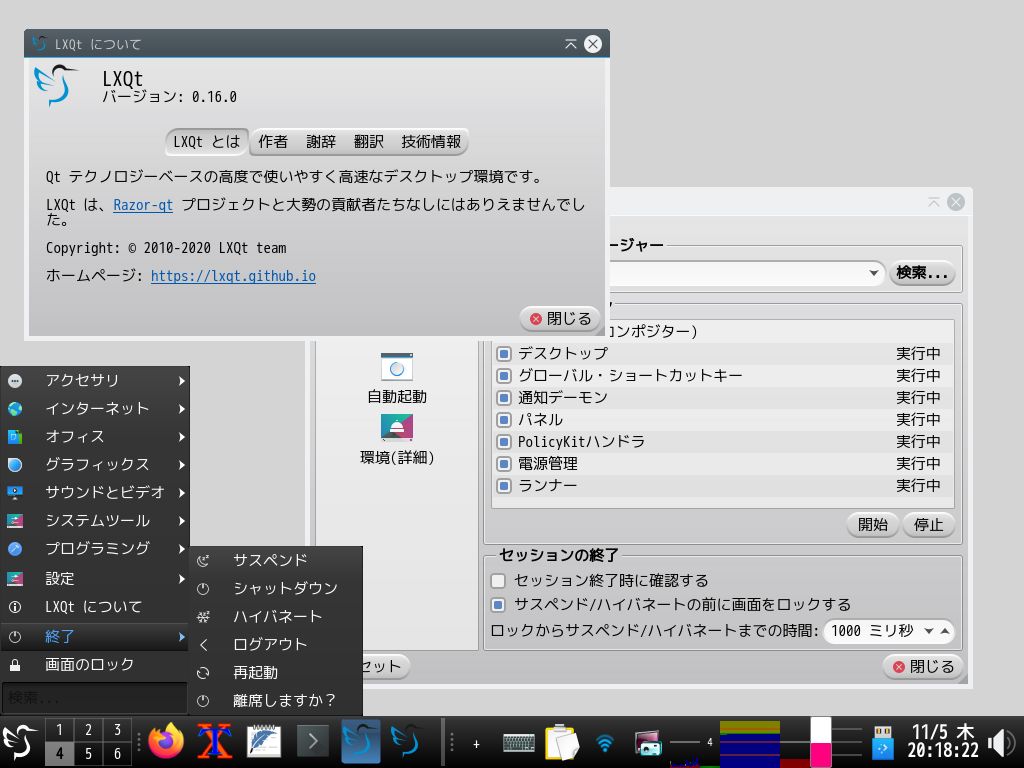 LXQt について
LXQt
バージョン: 0.16.0
LXQt とは 作者 謝辞 翻訳 技術情報
Qt テクノロジーベースの高度で使いやすく高速なデスクトップ環境です。
LXQt は、Razor-qt プロジェクトと大勢の貢献者たちなしにはありえませんでし
た。
Copyright: © 2010-2020 LXQt team
ホームページ: https://lxqt.github.io
閉じる
ージャー
検索...
コンポジター)
デスクトップ 実行中
グローバル・ショートカットキー 実行中
通知デーモン 実行中
パネル 実行中
PolicyKitハンドラ 実行中
電源管理 実行中
ランナー 実行中
開始 停止
自動起動
環境(詳細)
セッションの終了
セッション終了時に確認する
サスペンド/ハイバネートの前に画面をロックする
ロックからサスペンド/ハイバネートまでの時間: 1000 ミリ秒
セット
閉じる
アクセサリ
インターネット
オフィス
グラフィックス
サウンドとビデオ
システムツール
プログラミング
設定
LXQt について
終了
画面のロック
検索...
サスペンド
シャットダウン
ハイバネート
ログアウト
再起動
離席しますか？
1 2 3
4 5 6
+
4
11/5 木
20:18:22